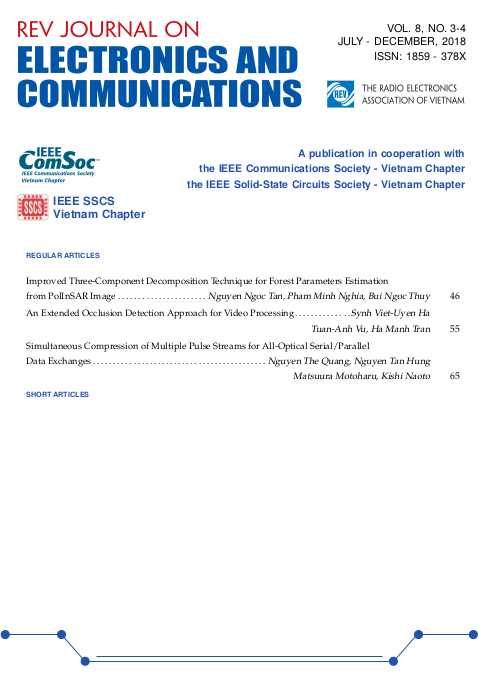 REV JOURNAL ON
ELECTRONICS AND
COMMUNICATIONS
VOL. 8, NO. 3-4
JULY - DECEMBER, 2018
ISSN: 1859 - 378X
REV
THE RADIO ELECTRONICS
ASSOCIATION OF VIETNAM
IEEE
ComSoc™
IEEE Communications Society
Vietnam Chapter
SSCS
IEEE SSCS
Vietnam Chapter
A publication in cooperation with
the IEEE Communications Society - Vietnam Chapter
the IEEE Solid-State Circuits Society - Vietnam Chapter
REGULAR ARTICLES
Improved Three-Component Decomposition Technique for Forest Parameters Estimation
from PolInSAR Image . . . . . . . . . . . . . . . . . . . . . . Nguyen Ngoc Tan, Pham Minh Nghia, Bui Ngoc Thuy 46
An Extended Occlusion Detection Approach for Video Processing . . . . . . . . . . . . . Synh Viet-Uyen Ha
Tuan-Anh Vu, Ha Manh Tran 55
Simultaneous Compression of Multiple Pulse Streams for All-Optical Serial/Parallel
Data Exchanges . . . . . . . . . . . . . . . . . . . . . . . . . . . . . . . . . . . . . . . . . . Nguyen The Quang, Nguyen Tan Hung
Matsuura Motoharu, Kishi Naoto 65
SHORT ARTICLES